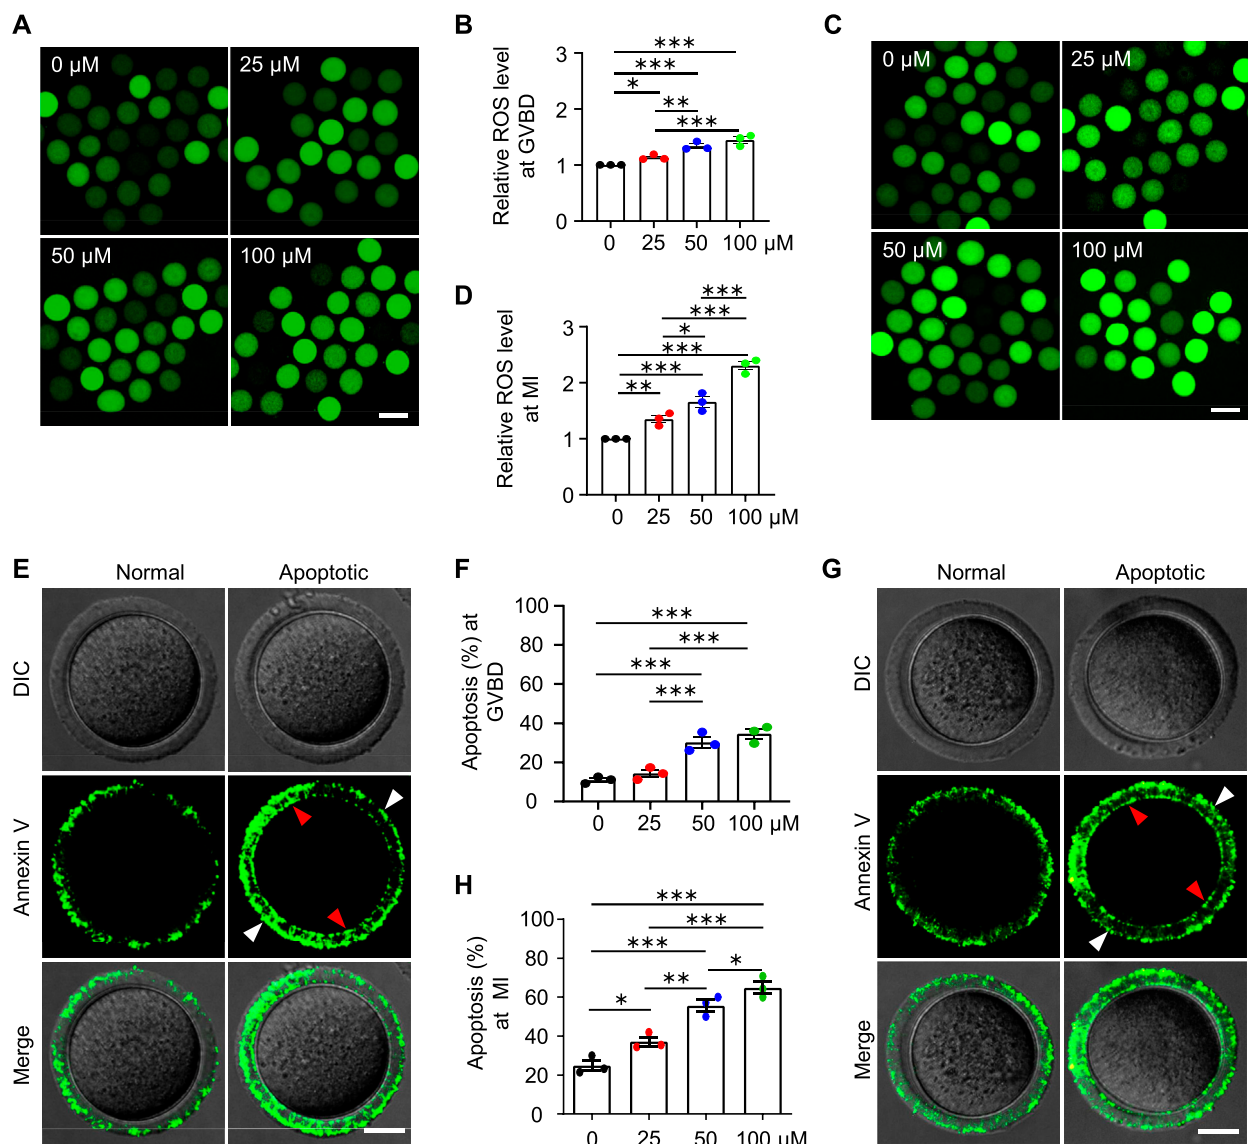 A
0 µM
25 µM
50 µM
100 µM
B
Relative ROS level
at GVBD
3
2
1
0
***
***
*
**
***
0 25 50 100 µM
C
0 µM
25 µM
50 µM
100 µM
D
Relative ROS level
at MI
3
2
1
0
***
***
*
***
***
**
0 25 50 100 µM
E
Normal
Apoptotic
DIC
Annexin V
Merge
F
Apoptosis (%) at
GVBD
100
80
60
40
20
0
***
***
***
***
0 25 50 100 µM
G
Normal
Apoptotic
DIC
Annexin V
Merge
H
Apoptosis (%)
at MI
100
80
60
40
20
0
***
***
***
*
**
*
0 25 50 100 µM